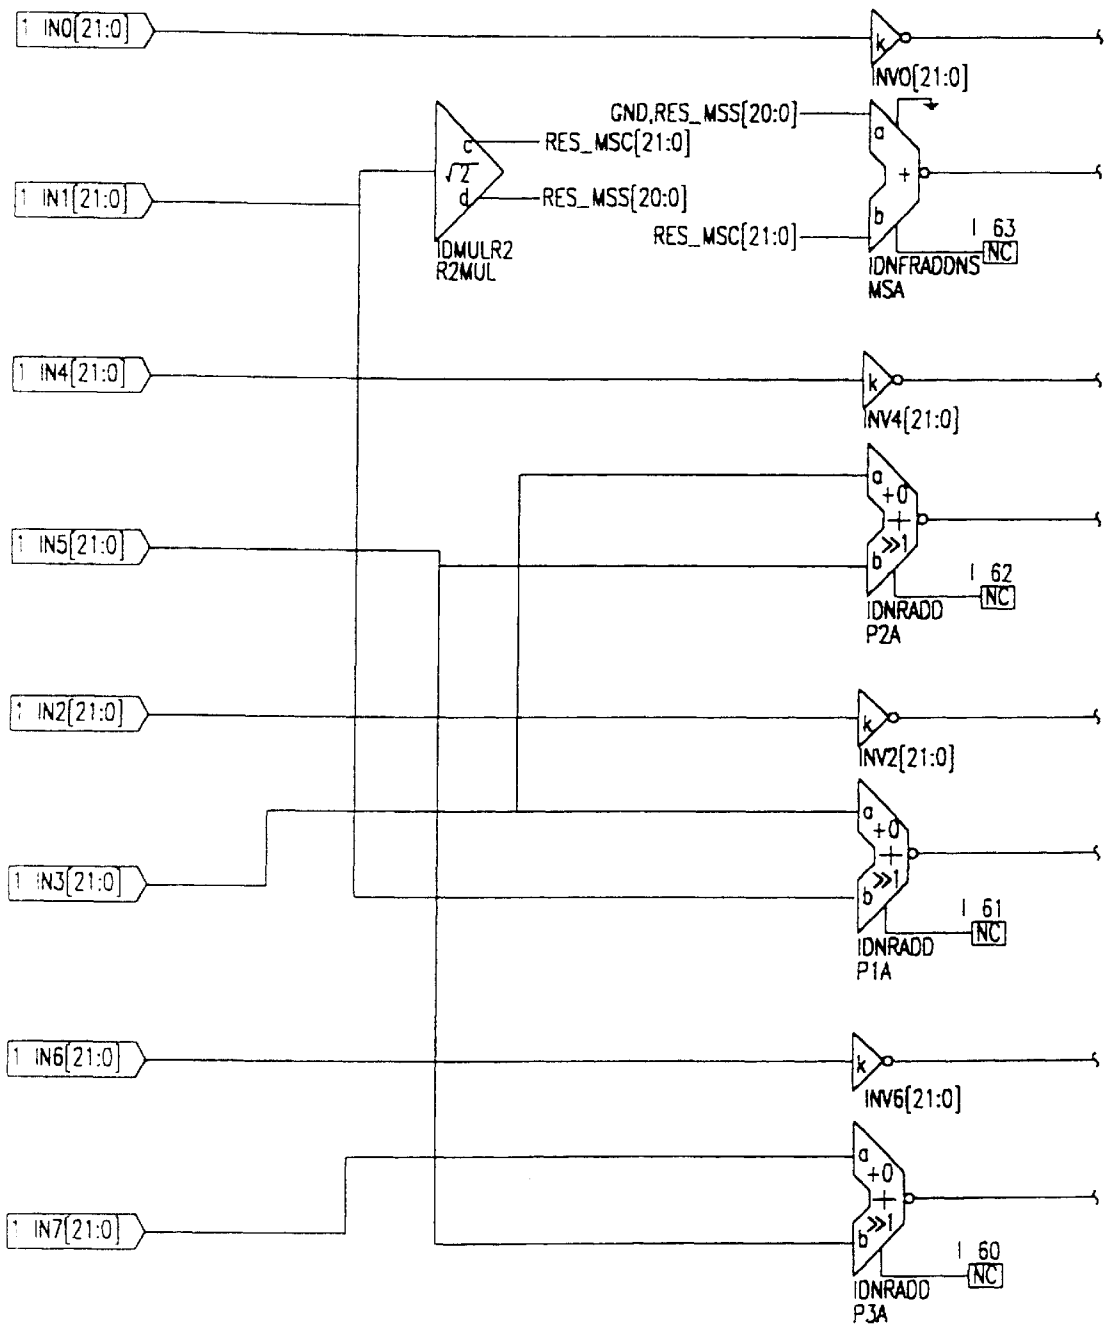 1 IN0[21:0]
k
INV0[21:0]
GND,RES_MSS[20:0]
a
c
RES_MSC[21:0]
√2
+
1 IN1[21:0]
d
RES_MSS[20:0]
b
RES_MSC[21:0]
I 63
NC
IDMULR2
R2MUL
IDNFRADDNS
MSA
1 IN4[21:0]
k
INV4[21:0]
a
+0
+
1 IN5[21:0]
>>1
b
I 62
NC
IDNRADD
P2A
1 IN2[21:0]
k
INV2[21:0]
a
+0
+
1 IN3[21:0]
>>1
b
I 61
NC
IDNRADD
P1A
1 IN6[21:0]
k
INV6[21:0]
a
+0
+
1 IN7[21:0]
>>1
b
I 60
NC
IDNRADD
P3A